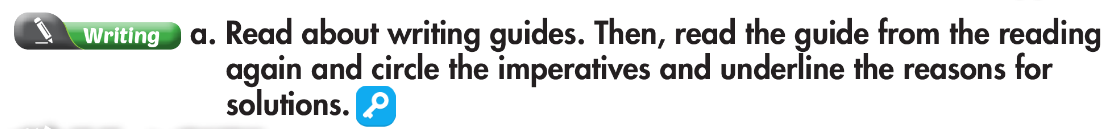 Writing a. Read about writing guides. Then, read the guide from the reading
again and circle the imperatives and underline the reasons for
solutions.